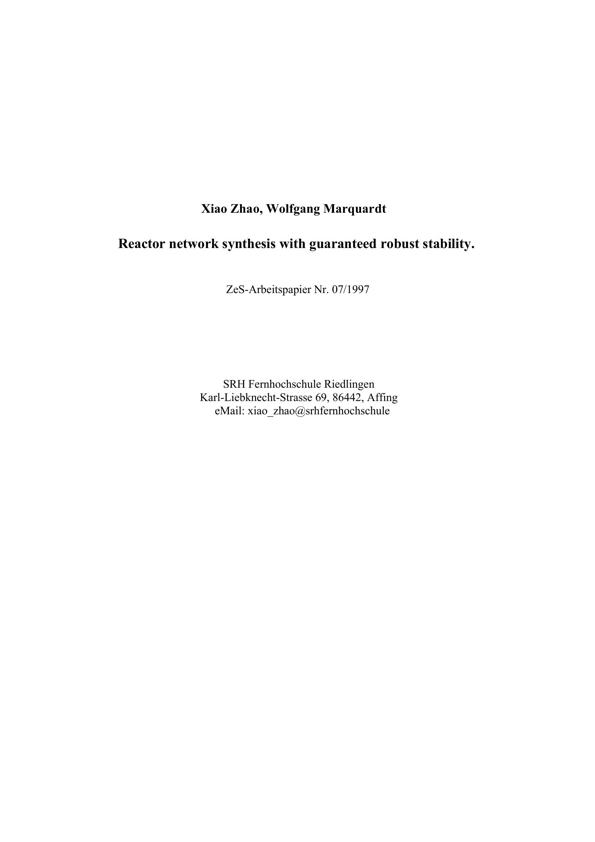 Xiao Zhao, Wolfgang Marquardt
Reactor network synthesis with guaranteed robust stability.
ZeS-Arbeitspapier Nr. 07/1997
SRH Fernhochschule Riedlingen
Karl-Liebknecht-Strasse 69, 86442, Affing
eMail: xiao_zhao@srhfernhochschule